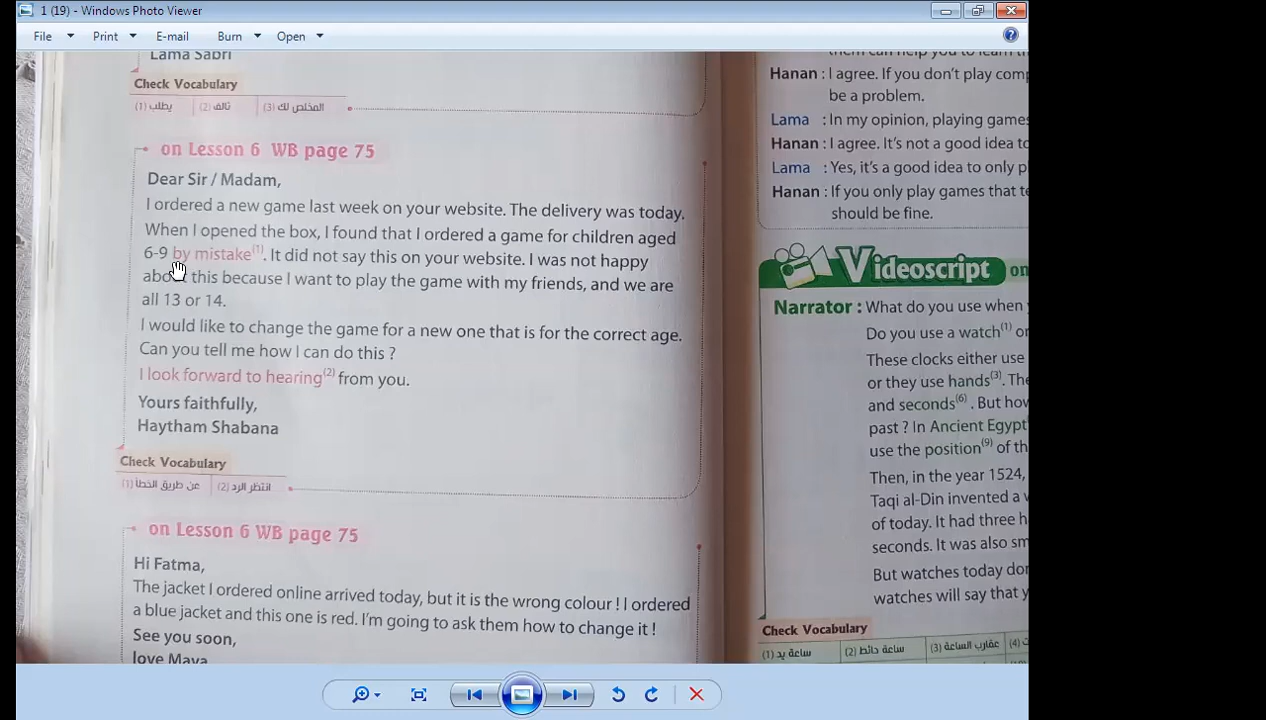 1 (19) - Windows Photo Viewer
File Print E-mail Burn Open
Lama Sabri
Check Vocabulary
(1) يطلب (2) تالف (3) المخلص لك
on Lesson 6 WB page 75
Dear Sir / Madam,
I ordered a new game last week on your website. The delivery was today.
When I opened the box, I found that I ordered a game for children aged
6-9 by mistake(1). It did not say this on your website. I was not happy
about this because I want to play the game with my friends, and we are
all 13 or 14.
I would like to change the game for a new one that is for the correct age.
Can you tell me how I can do this ?
I look forward to hearing(2) from you.
Yours faithfully,
Haytham Shabana
Check Vocabulary
(1) عن طريق الخطأ (2) انتظر الرد
on Lesson 6 WB page 75
Hi Fatma,
The jacket I ordered online arrived today, but it is the wrong colour ! I ordered
a blue jacket and this one is red. I'm going to ask them how to change it !
See you soon,
love Maya
them can help you to learn
Hanan : I agree. If you don't play
be a problem.
Lama : In my opinion, playing games
Hanan : I agree. It's not a good idea
Lama : Yes, it's a good idea to only
Hanan : If you only play games that
should be fine.
Videoscript on
Narrator : What do you use when
Do you use a watch(1) or
These clocks either use
or they use hands(3). The
and seconds(6). But how
past ? In Ancient Egypt
use the position(9) of the
Then, in the year 1524,
Taqi al-Din invented a
of today. It had three
seconds. It was also
But watches today
watches will say that
Check Vocabulary
(1) ساعة يد (2) ساعة حائط (3) عقارب الساعة (4)